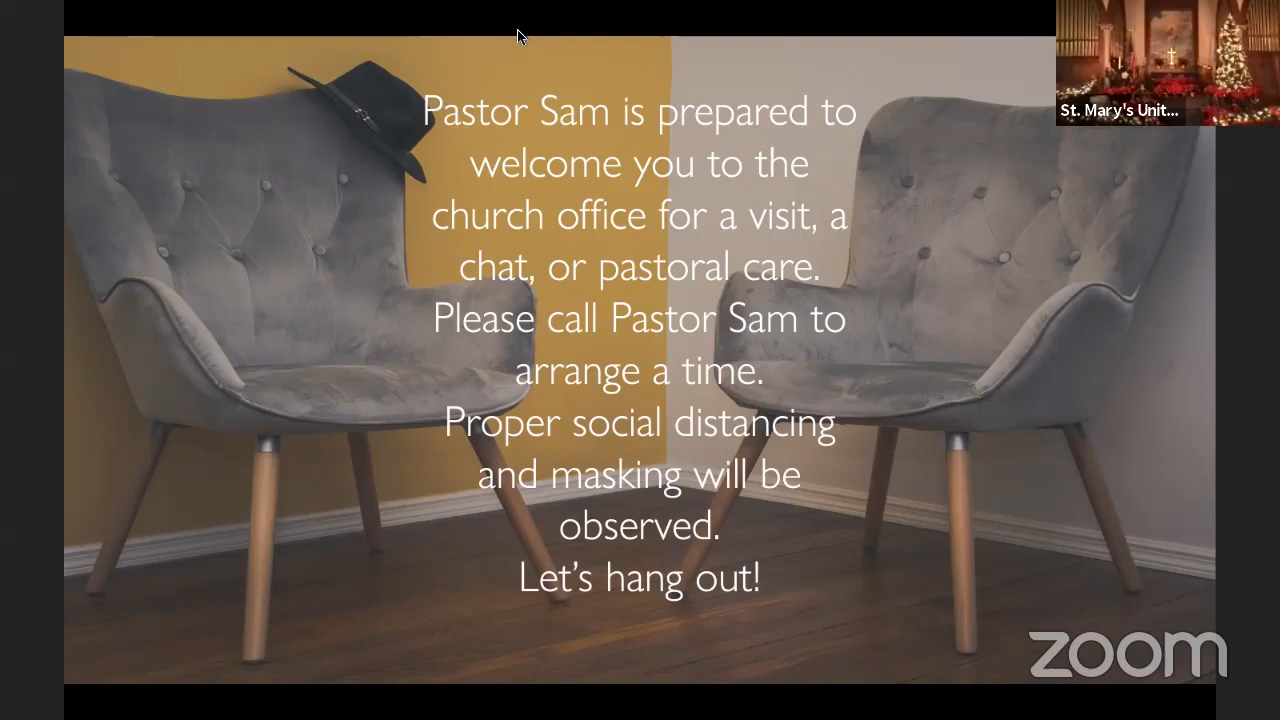 Pastor Sam is prepared to
welcome you to the
church office for a visit, a
chat, or pastoral care.
Please call Pastor Sam to
arrange a time.
Proper social distancing
and masking will be
observed.
Let's hang out!
St. Mary's Unit...
zoom